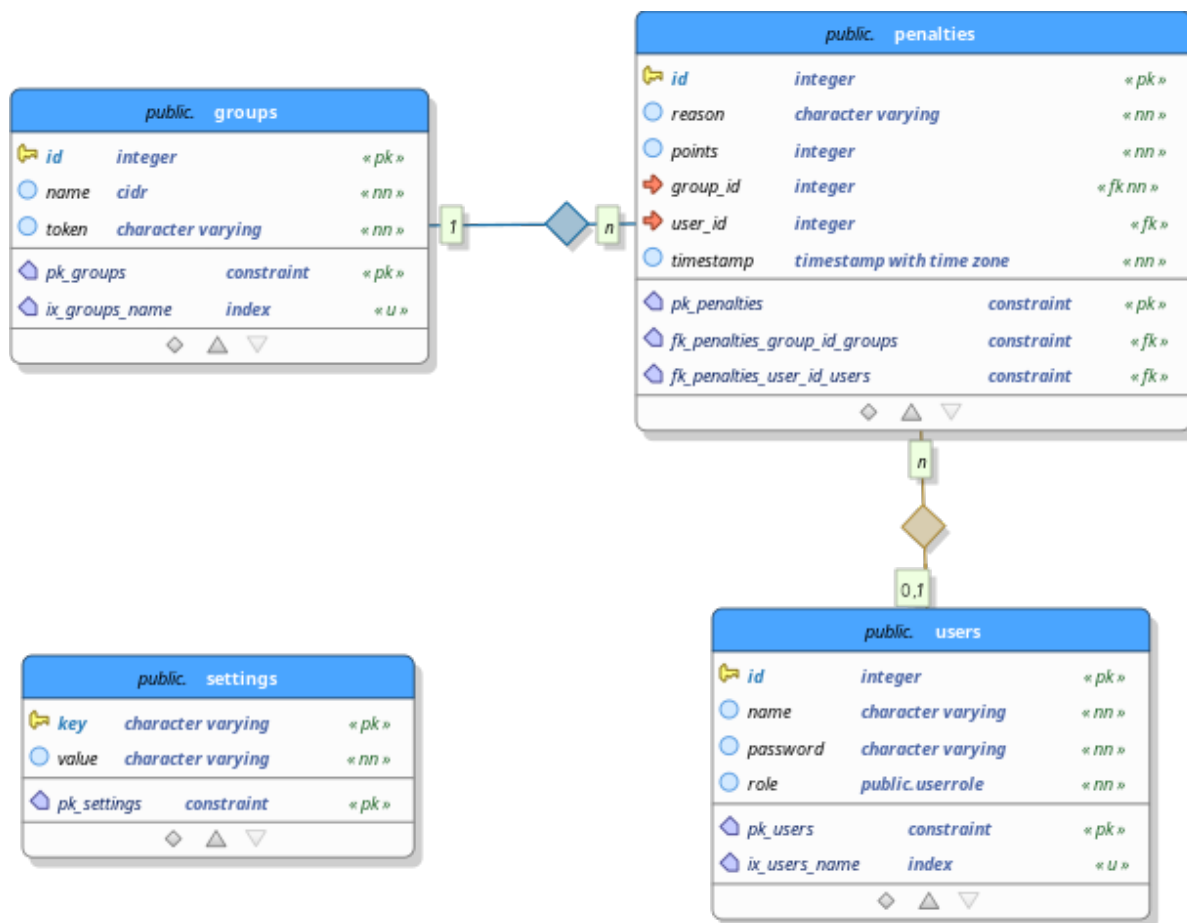 public. penalties
id integer « pk »
reason character varying « nn »
points integer « nn »
group_id integer « fk nn »
user_id integer « fk »
timestamp timestamp with time zone « nn »
pk_penalties constraint « pk »
fk_penalties_group_id_groups constraint « fk »
fk_penalties_user_id_users constraint « fk »
public. groups
id integer « pk »
name cidr « nn »
token character varying « nn »
pk_groups constraint « pk »
ix_groups_name index « u »
1
n
n
0,1
public. settings
key character varying « pk »
value character varying « nn »
pk_settings constraint « pk »
public. users
id integer « pk »
name character varying « nn »
password character varying « nn »
role public.userrole « nn »
pk_users constraint « pk »
ix_users_name index « u »